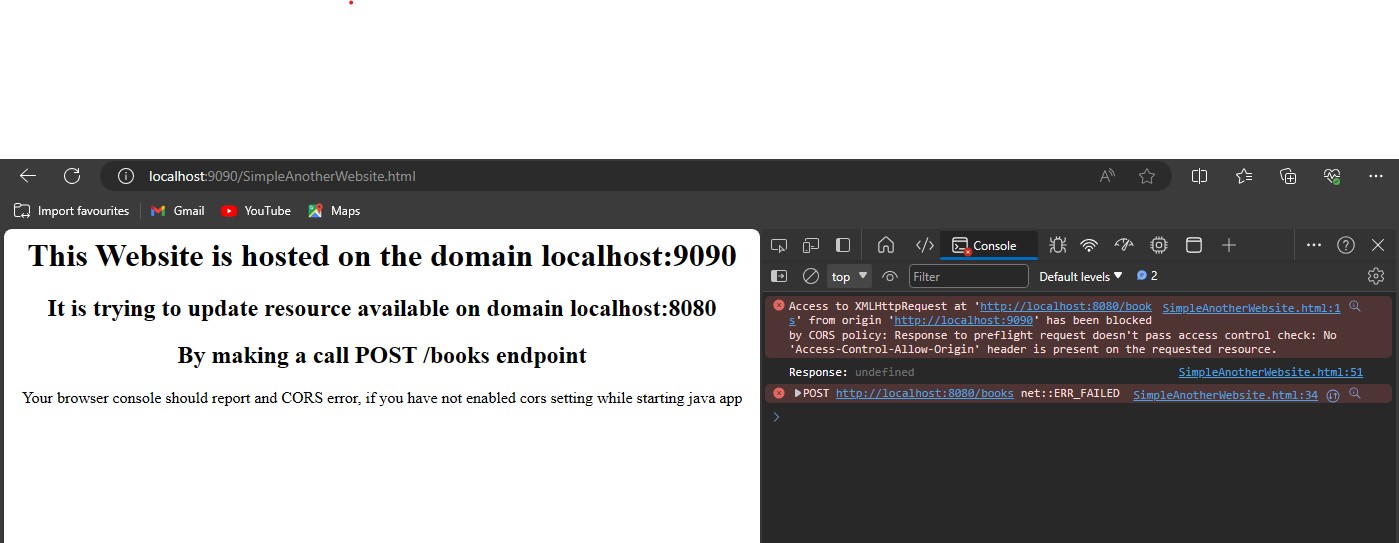 localhost:9090/SimpleAnotherWebsite.html
Import favourites Gmail YouTube Maps
This Website is hosted on the domain localhost:9090
It is trying to update resource available on domain localhost:8080
By making a call POST /books endpoint
Your browser console should report and CORS error, if you have not enabled cors setting while starting java app
Console
top Filter Default levels 2
Access to XMLHttpRequest at 'http://localhost:8080/book SimpleAnotherWebsite.html:1
s' from origin 'http://localhost:9090' has been blocked
by CORS policy: Response to preflight request doesn't pass access control check: No
'Access-Control-Allow-Origin' header is present on the requested resource.
Response: undefined SimpleAnotherWebsite.html:51
POST http://localhost:8080/books net::ERR_FAILED SimpleAnotherWebsite.html:34